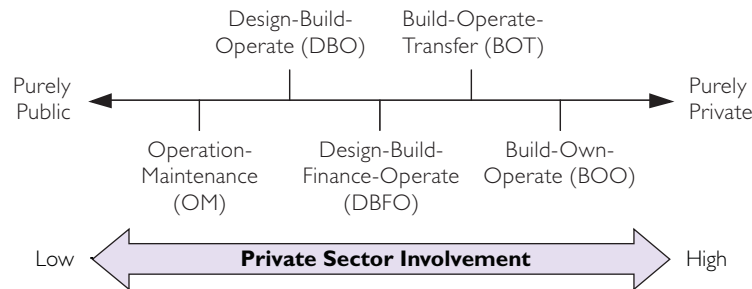 Design-Build-
Operate (DBO)
Build-Operate-
Transfer (BOT)
Purely
Public
Purely
Private
Operation-
Maintenance
(OM)
Design-Build-
Finance-Operate
(DBFO)
Build-Own-
Operate (BOO)
Low
Private Sector Involvement
High